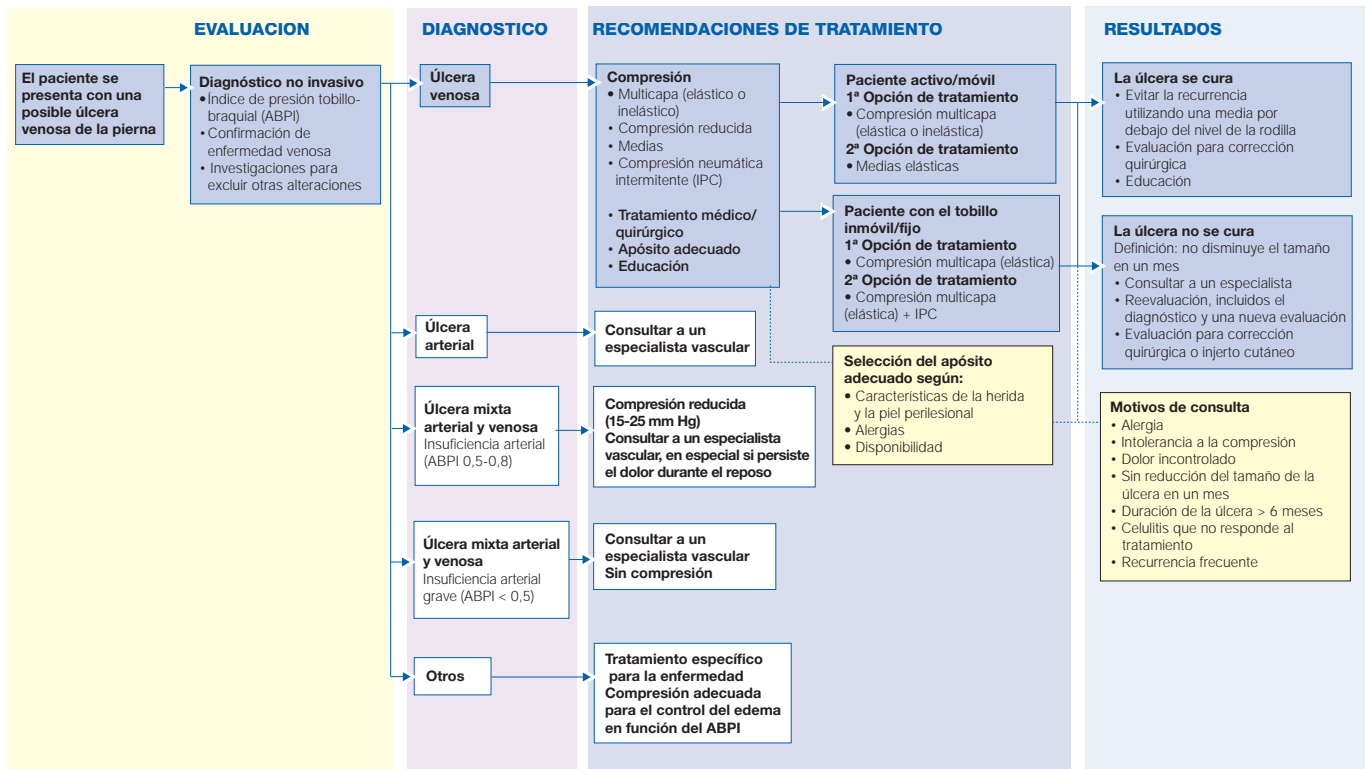 EVALUACION
El paciente se
presenta con una
posible úlcera
venosa de la pierna
Diagnóstico no invasivo
•Índice de presión tobillo-
braquial (ABPI)
• Confirmación de
enfermedad venosa
• Investigaciones para
excluir otras alteraciones
DIAGNOSTICO
Úlcera
venosa
Úlcera
arterial
Úlcera mixta
arterial y venosa
Insuficiencia arterial
(ABPI 0,5-0,8)
Úlcera mixta arterial
y venosa
Insuficiencia arterial
grave (ABPI < 0,5)
Otros
RECOMENDACIONES DE TRATAMIENTO
Compresión
• Multicapa (elástico o
inelástico)
• Compresión reducida
• Medias
• Compresión neumática
intermitente (IPC)
• Tratamiento médico/
quirúrgico
• Apósito adecuado
• Educación
Paciente activo/móvil
1ª Opción de tratamiento
• Compresión multicapa
(elástica o inelástica)
2ª Opción de tratamiento
• Medias elásticas
Paciente con el tobillo
inmóvil/fijo
1ª Opción de tratamiento
• Compresión multicapa (elástica)
2ª Opción de tratamiento
• Compresión multicapa
(elástica) + IPC
Consultar a un
especialista vascular
Selección del apósito
adecuado según:
• Características de la herida
y la piel perilesional
• Alergias
• Disponibilidad
Compresión reducida
(15-25 mm Hg)
Consultar a un especialista
vascular, en especial si persiste
el dolor durante el reposo
Consultar a un
especialista vascular
Sin compresión
Tratamiento específico
para la enfermedad
Compresión adecuada
para el control del edema
en función del ABPI
RESULTADOS
La úlcera se cura
• Evitar la recurrencia
utilizando una media por
debajo del nivel de la rodilla
• Evaluación para corrección
quirúrgica
• Educación
La úlcera no se cura
Definición: no disminuye el tamaño
en un mes
• Consultar a un especialista
• Reevaluación, incluidos el
diagnóstico y una nueva evaluación
• Evaluación para corrección
quirúrgica o injerto cutáneo
Motivos de consulta
• Alergia
• Intolerancia a la compresión
• Dolor incontrolado
• Sin reducción del tamaño de la
úlcera en un mes
• Duración de la úlcera > 6 meses
• Celulitis que no responde al
tratamiento
• Recurrencia frecuente